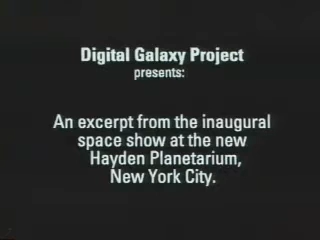 Digital Galaxy Project
presents:
An excerpt from the inaugural
space show at the new
Hayden Planetarium,
New York City.